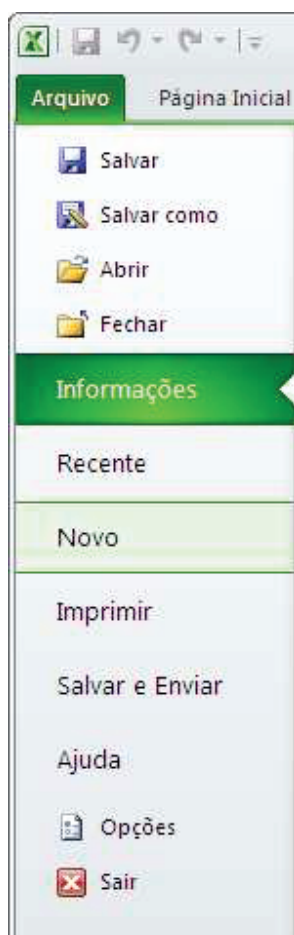 Arquivo Página Inicial
Salvar
Salvar como
Abrir
Fechar
Informações
Recente
Novo
Imprimir
Salvar e Enviar
Ajuda
Opções
Sair